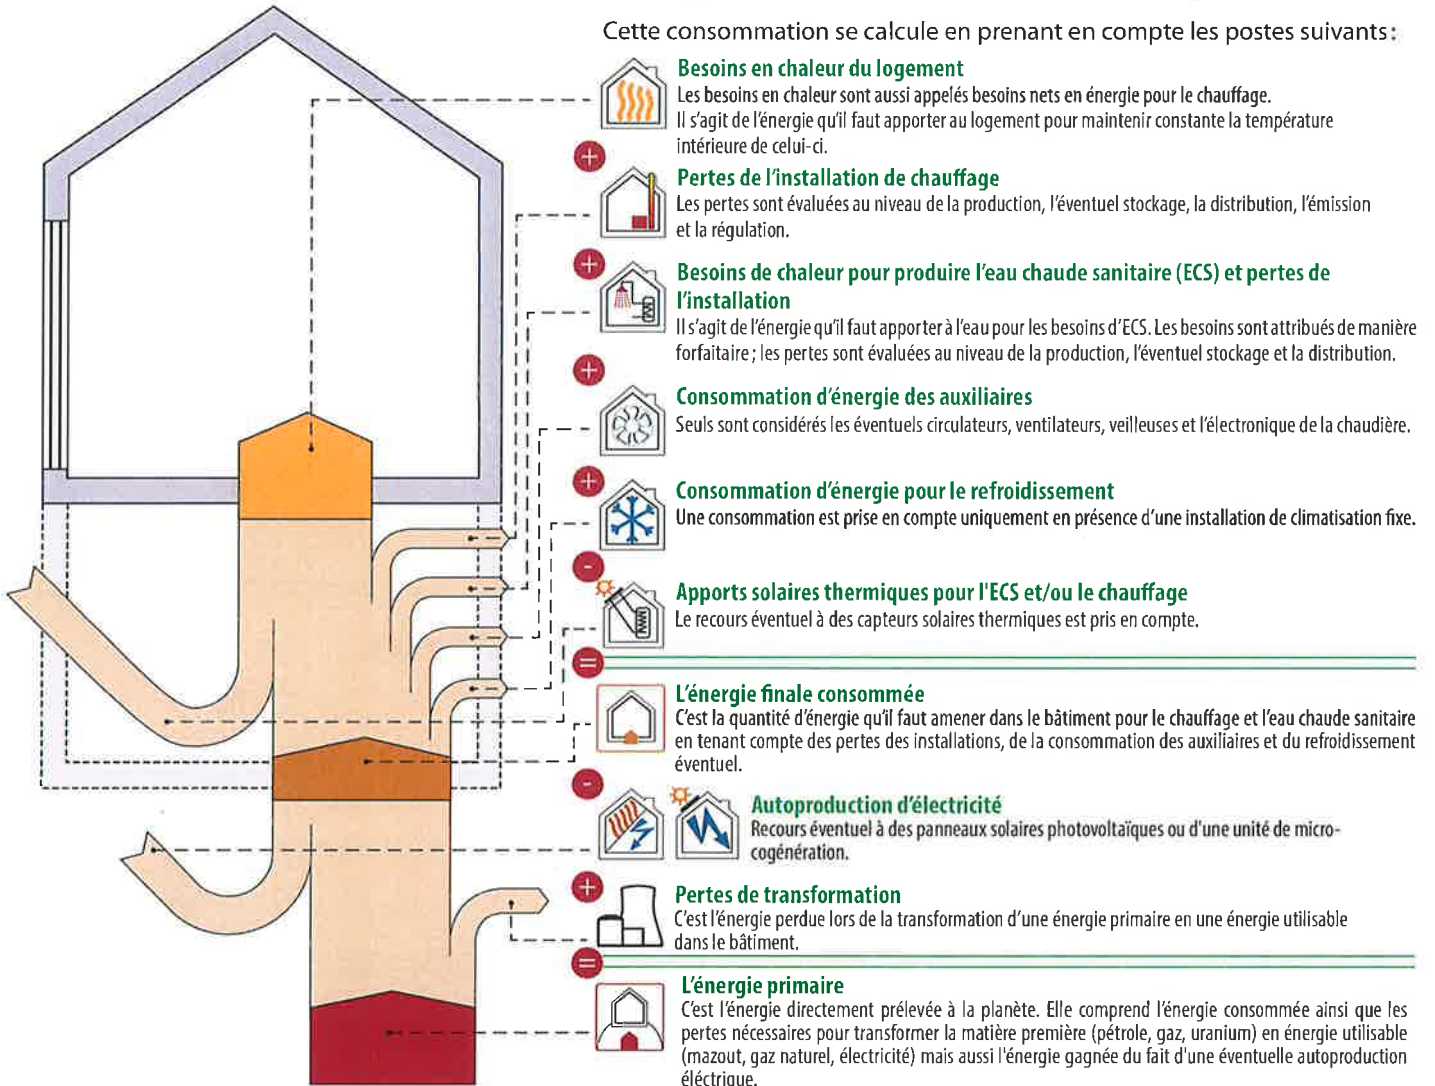 Cette consommation se calcule en prenant en compte les postes suivants :
Besoins en chaleur du logement
Les besoins en chaleur sont aussi appelés besoins nets en énergie pour le chauffage.
Il s'agit de l'énergie qu'il faut apporter au logement pour maintenir constante la température
intérieure de celui-ci.
+
Pertes de l'installation de chauffage
Les pertes sont évaluées au niveau de la production, l'éventuel stockage, la distribution, l'émission
et la régulation.
+
Besoins de chaleur pour produire l'eau chaude sanitaire (ECS) et pertes de
l'installation
Il s'agit de l'énergie qu'il faut apporter à l'eau pour les besoins d'ECS. Les besoins sont attribués de manière
forfaitaire ; les pertes sont évaluées au niveau de la production, l'éventuel stockage et la distribution.
+
Consommation d'énergie des auxiliaires
Seuls sont considérés les éventuels circulateurs, ventilateurs, veilleuses et l'électronique de la chaudière.
+
Consommation d'énergie pour le refroidissement
Une consommation est prise en compte uniquement en présence d'une installation de climatisation fixe.
-
Apports solaires thermiques pour l'ECS et/ou le chauffage
Le recours éventuel à des capteurs solaires thermiques est pris en compte.
=
L'énergie finale consommée
C'est la quantité d'énergie qu'il faut amener dans le bâtiment pour le chauffage et l'eau chaude sanitaire
en tenant compte des pertes des installations, de la consommation des auxiliaires et du refroidissement
éventuel.
-
Autoproduction d'électricité
Recours éventuel à des panneaux solaires photovoltaïques ou d'une unité de micro-
cogénération.
+
Pertes de transformation
C'est l'énergie perdue lors de la transformation d'une énergie primaire en une énergie utilisable
dans le bâtiment.
=
L'énergie primaire
C'est l'énergie directement prélevée à la planète. Elle comprend l'énergie consommée ainsi que les
pertes nécessaires pour transformer la matière première (pétrole, gaz, uranium) en énergie utilisable
(mazout, gaz naturel, électricité) mais aussi l'énergie gagnée du fait d'une éventuelle autoproduction
éléctrique.